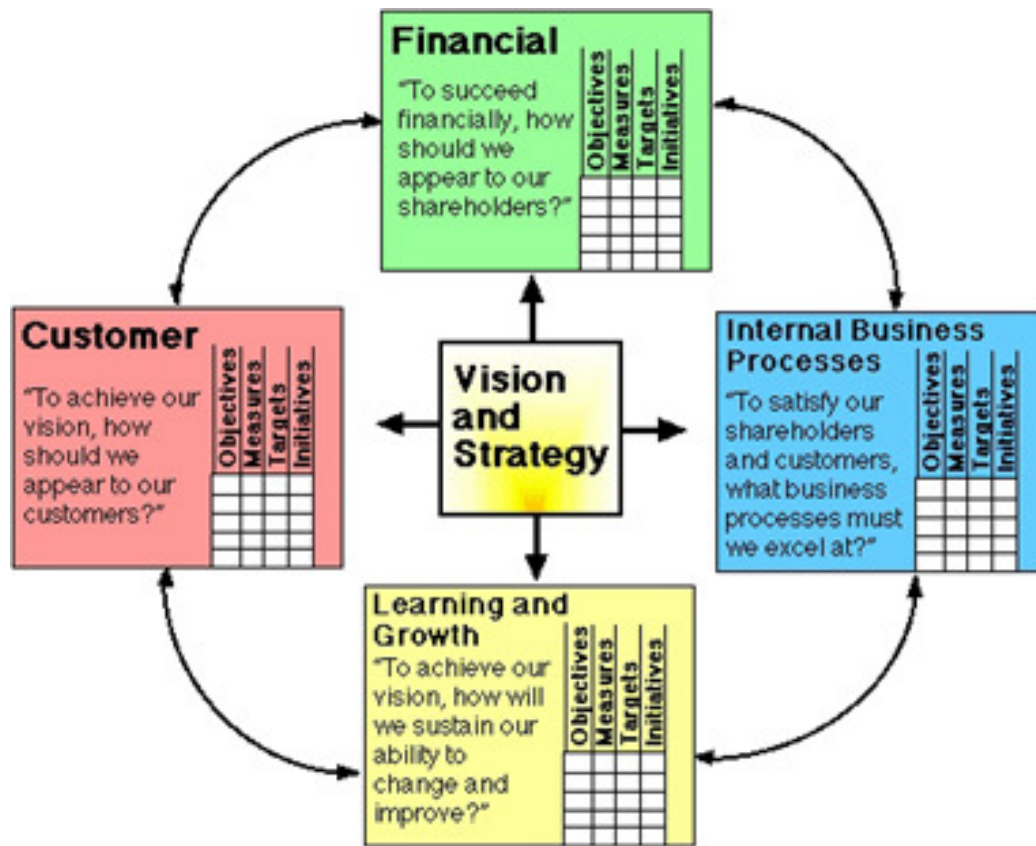 Financial
“To succeed
financially, how
should we
appear to our
shareholders?”
Objectives
Measures
Targets
Initiatives
Customer
“To achieve our
vision, how
should we
appear to our
customers?”
Objectives
Measures
Targets
Initiatives
Vision
and
Strategy
Internal Business
Processes
“To satisfy our
shareholders
and customers,
what business
processes must
we excel at?”
Objectives
Measures
Targets
Initiatives
Learning and
Growth
“To achieve our
vision, how will
we sustain our
ability to
change and
improve?”
Objectives
Measures
Targets
Initiatives